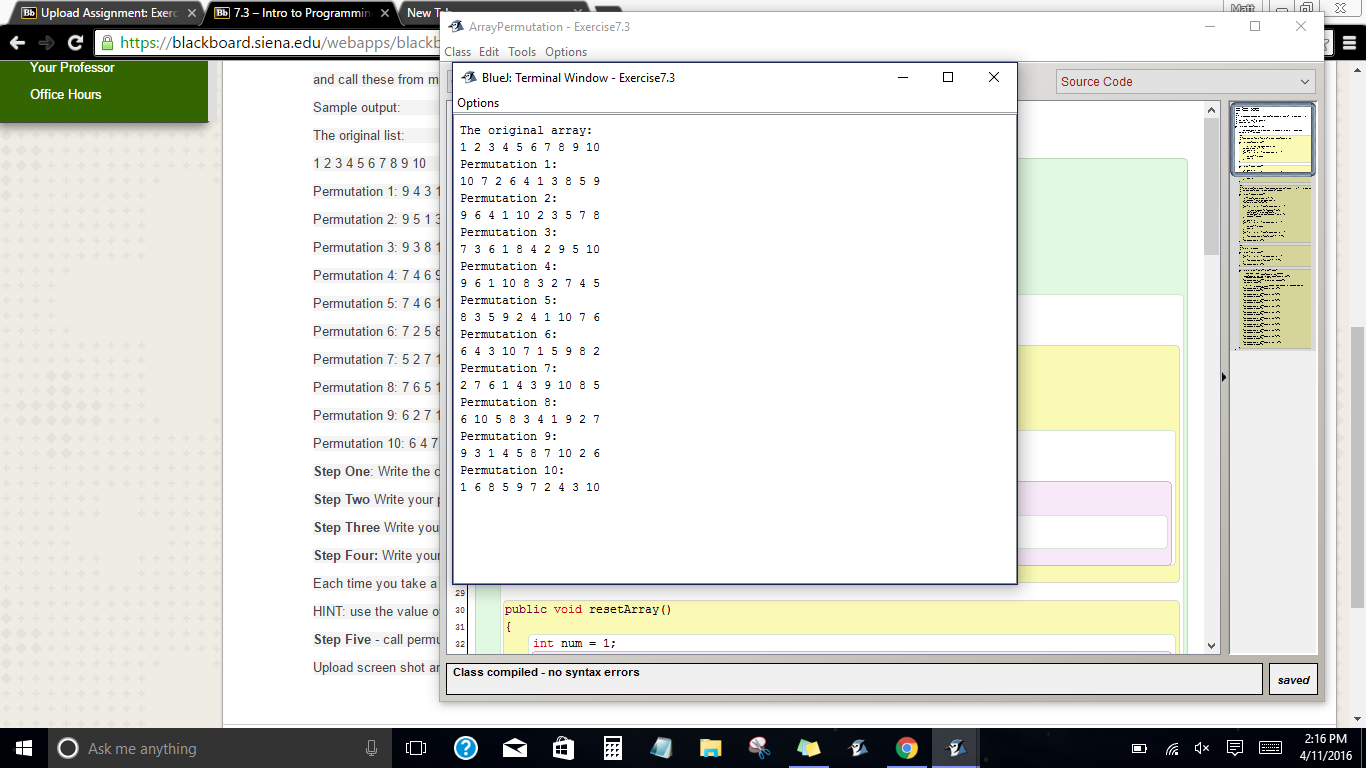 Upload Assignment: Exerc
7.3 – Intro to Programmin
New Ta
Matt
https://blackboard.siena.edu/webapps/blackb
Your Professor
Office Hours
and call these from m
Sample output:
The original list:
1 2 3 4 5 6 7 8 9 10
Permutation 1: 9 4 3 1
Permutation 2: 9 5 1 3
Permutation 3: 9 3 8 1
Permutation 4: 7 4 6 9
Permutation 5: 7 4 6 1
Permutation 6: 7 2 5 8
Permutation 7: 5 2 7 1
Permutation 8: 7 6 5 1
Permutation 9: 6 2 7 1
Permutation 10: 6 4 7
Step One: Write the c
Step Two Write your p
Step Three Write you
Step Four: Write your
Each time you take a
HINT: use the value o
Step Five - call permu
Upload screen shot an
ArrayPermutation - Exercise7.3
Class Edit Tools Options
Source Code
BlueJ: Terminal Window - Exercise7.3
Options
The original array:
1 2 3 4 5 6 7 8 9 10
Permutation 1:
10 7 2 6 4 1 3 8 5 9
Permutation 2:
9 6 4 1 10 2 3 5 7 8
Permutation 3:
7 3 6 1 8 4 2 9 5 10
Permutation 4:
9 6 1 10 8 3 2 7 4 5
Permutation 5:
8 3 5 9 2 4 1 10 7 6
Permutation 6:
6 4 3 10 7 1 5 9 8 2
Permutation 7:
2 7 6 1 4 3 9 10 8 5
Permutation 8:
6 10 5 8 3 4 1 9 2 7
Permutation 9:
9 3 1 4 5 8 7 10 2 6
Permutation 10:
1 6 8 5 9 7 2 4 3 10
29
30 public void resetArray()
31 {
32 int num = 1;
Class compiled - no syntax errors
saved
Ask me anything
2:16 PM
4/11/2016